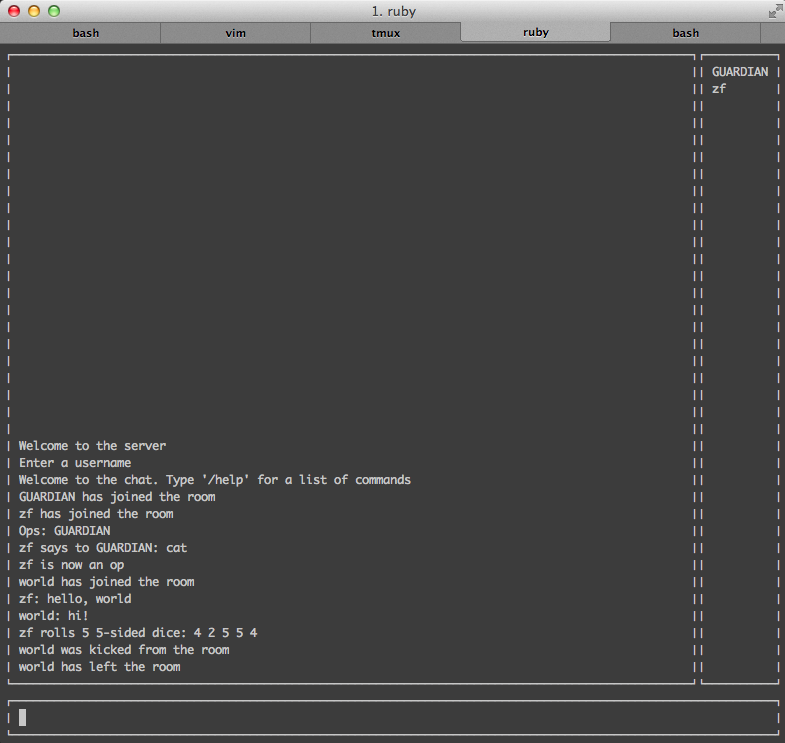 1. ruby
bash vim tmux ruby bash
GUARDIAN
zf
Welcome to the server
Enter a username
Welcome to the chat. Type '/help' for a list of commands
GUARDIAN has joined the room
zf has joined the room
Ops: GUARDIAN
zf says to GUARDIAN: cat
zf is now an op
world has joined the room
zf: hello, world
world: hi!
zf rolls 5 5-sided dice: 4 2 5 5 4
world was kicked from the room
world has left the room